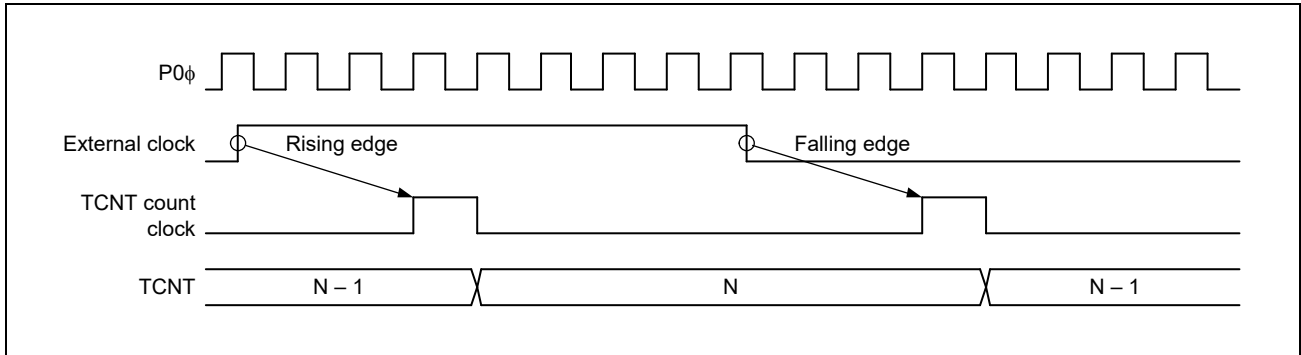 P0ϕ
External clock
Rising edge
Falling edge
TCNT count
clock
TCNT
N – 1
N
N – 1